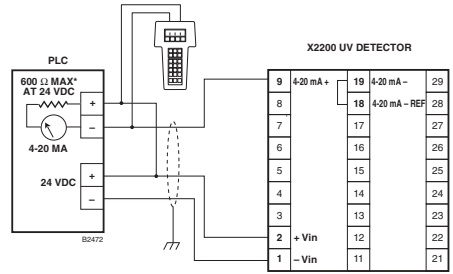 PLC
600 Ω MAX*
AT 24 VDC
+
–
4-20 MA
24 VDC
+
–
B2472
X2200 UV DETECTOR
9 4-20 mA + 19 4-20 mA – 29
8 18 4-20 mA – REF 28
7 17 27
6 16 26
5 15 25
4 14 24
3 13 23
2 + Vin 12 22
1 – Vin 11 21